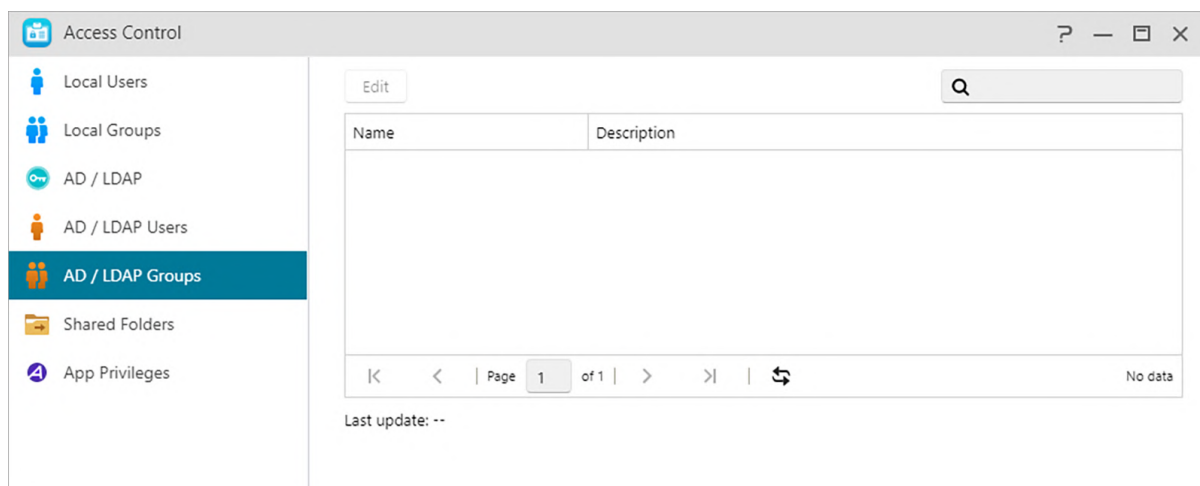 Access Control
Local Users
Local Groups
AD / LDAP
AD / LDAP Users
AD / LDAP Groups
Shared Folders
App Privileges
Edit
Name Description
Page 1 of 1 No data
Last update: --